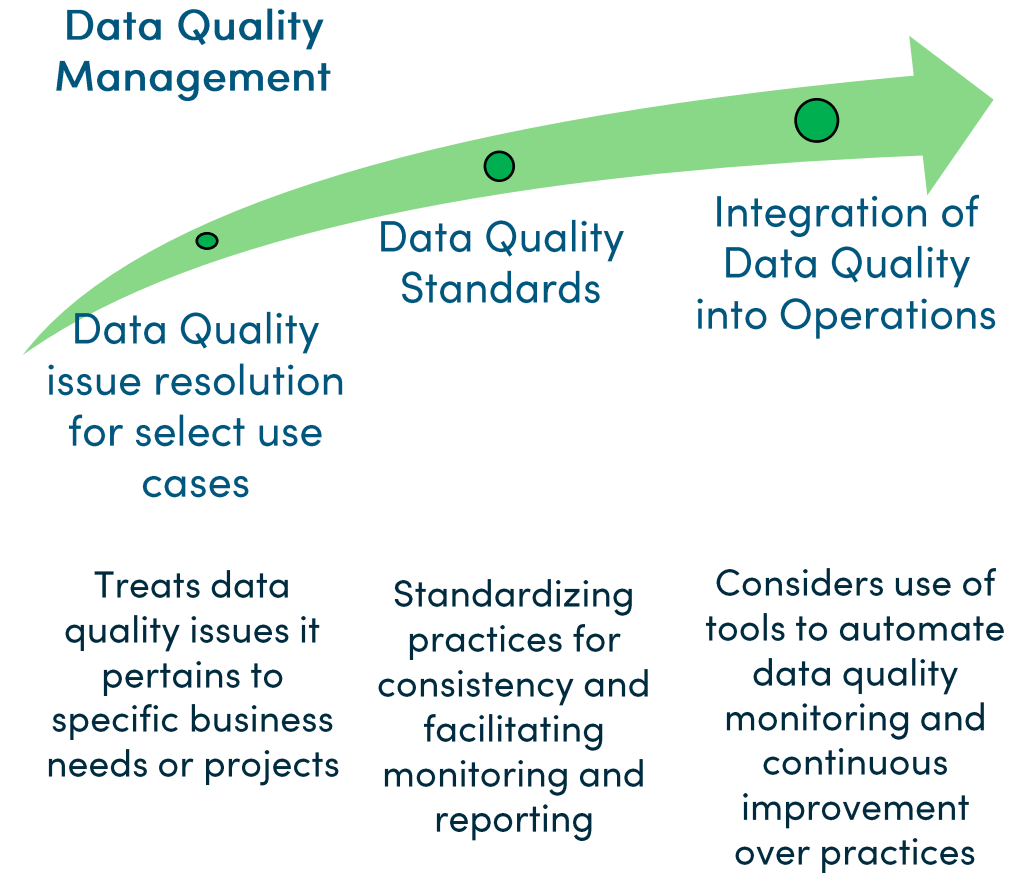 Data Quality
Management
Data Quality
issue resolution
for select use
cases
Data Quality
Standards
Integration of
Data Quality
into Operations
Treats data
quality issues it
pertains to
specific business
needs or projects
Standardizing
practices for
consistency and
facilitating
monitoring and
reporting
Considers use of
tools to automate
data quality
monitoring and
continuous
improvement
over practices